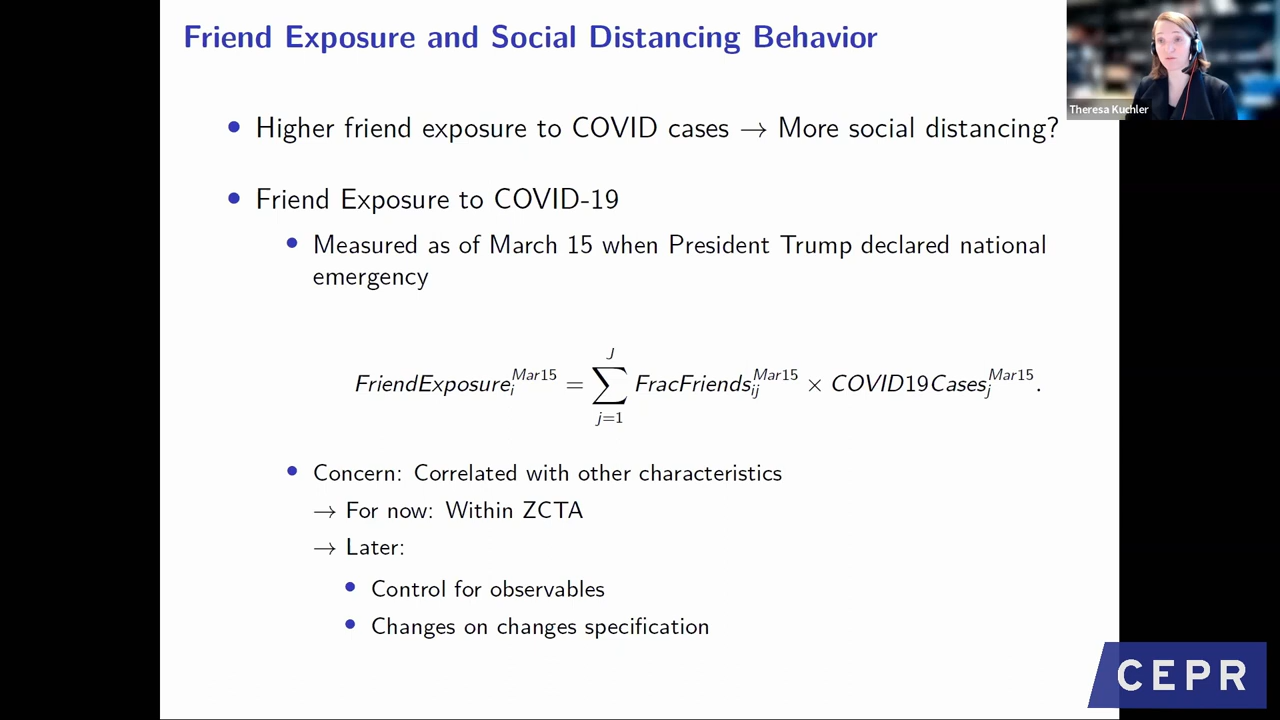 Friend Exposure and Social Distancing Behavior
Theresa Kuchler
• Higher friend exposure to COVID cases → More social distancing?
• Friend Exposure to COVID-19
• Measured as of March 15 when President Trump declared national
emergency
FriendExposure_i^{Mar15} = \sum_{j=1}^{J} FracFriends_{ij}^{Mar15} × COVID19Cases_j^{Mar15}.
• Concern: Correlated with other characteristics
→ For now: Within ZCTA
→ Later:
• Control for observables
• Changes on changes specification
CEPR